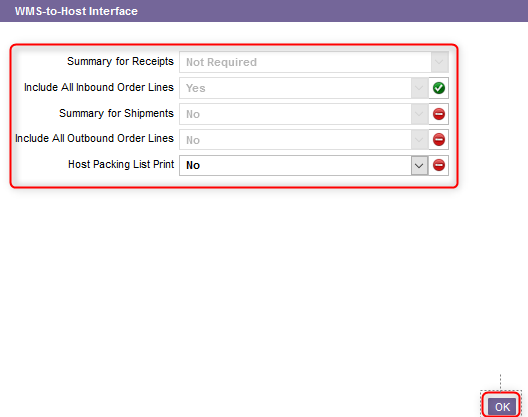 WMS-to-Host Interface
Summary for Receipts Not Required
Include All Inbound Order Lines Yes
Summary for Shipments No
Include All Outbound Order Lines No
Host Packing List Print No
OK